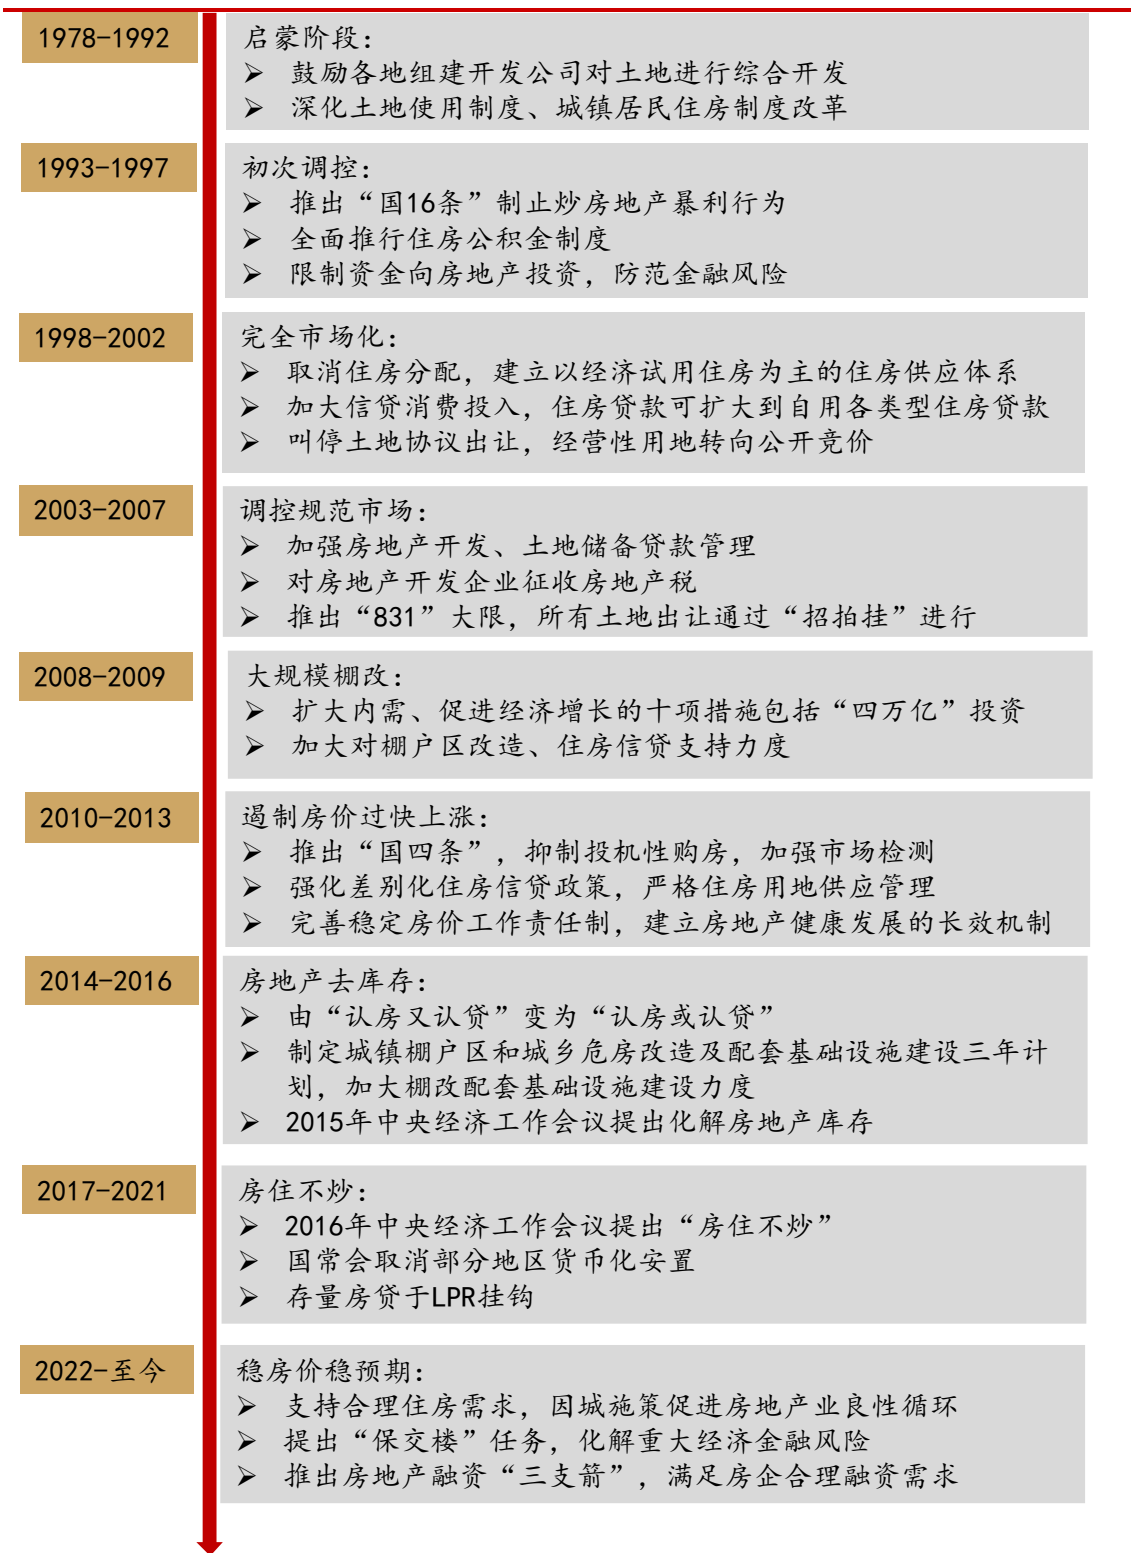 1978-1992
启蒙阶段：
➢ 鼓励各地组建开发公司对土地进行综合开发
➢ 深化土地使用制度、城镇居民住房制度改革
1993-1997
初次调控：
➢ 推出“国16条”制止炒房地产暴利行为
➢ 全面推行住房公积金制度
➢ 限制资金向房地产投资，防范金融风险
1998-2002
完全市场化：
➢ 取消住房分配，建立以经济试用住房为主的住房供应体系
➢ 加大信贷消费投入，住房贷款可扩大到自用各类型住房贷款
➢ 叫停土地协议出让，经营性用地转向公开竞价
2003-2007
调控规范市场：
➢ 加强房地产开发、土地储备贷款管理
➢ 对房地产开发企业征收房地产税
➢ 推出“831”大限，所有土地出让通过“招拍挂”进行
2008-2009
大规模棚改：
➢ 扩大内需、促进经济增长的十项措施包括“四万亿”投资
➢ 加大对棚户区改造、住房信贷支持力度
2010-2013
遏制房价过快上涨：
➢ 推出“国四条”，抑制投机性购房，加强市场检测
➢ 强化差别化住房信贷政策，严格住房用地供应管理
➢ 完善稳定房价工作责任制，建立房地产健康发展的长效机制
2014-2016
房地产去库存：
➢ 由“认房又认贷”变为“认房或认贷”
➢ 制定城镇棚户区和城乡危房改造及配套基础设施建设三年计
划，加大棚改配套基础设施建设力度
➢ 2015年中央经济工作会议提出化解房地产库存
2017-2021
房住不炒：
➢ 2016年中央经济工作会议提出“房住不炒”
➢ 国常会取消部分地区货币化安置
➢ 存量房贷于LPR挂钩
2022-至今
稳房价稳预期：
➢ 支持合理住房需求，因城施策促进房地产业良性循环
➢ 提出“保交楼”任务，化解重大经济金融风险
➢ 推出房地产融资“三支箭”，满足房企合理融资需求